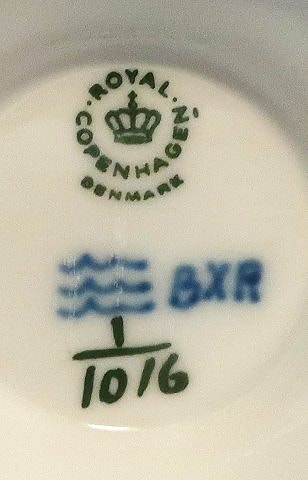 ROYAL
COPENHAGEN
DENMARK
BXR
1
1016